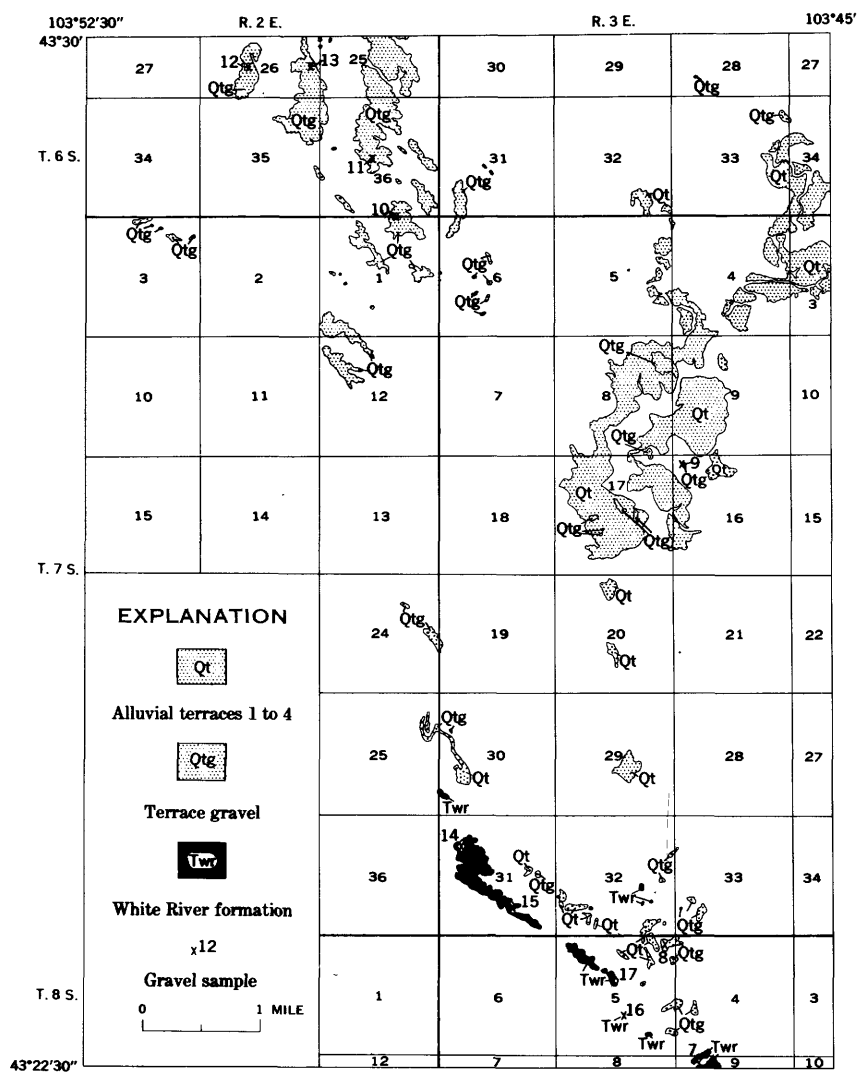 103°52'30" R. 2 E. R. 3 E. 103°45'
43°30'
27 12 26 13 25 30 29 28 27
Qtg Qtg
Qtg Qtg Qtg
T. 6 S. 34 35 31 32 33 34
11 36 Qtg Qt Qt
10
Qtg Qtg Qtg Qtg Qt
3 2 1 6 5 4 3
Qtg
Qtg Qtg
10 11 12 7 8 9 10
Qt
Qtg
9 Qt
Qt 17 Qtg
15 14 13 18 16 15
Qtg Qtg
T. 7 S.
EXPLANATION
Qt
Alluvial terraces 1 to 4
Qtg
Terrace gravel
Twr
White River formation
x12
Gravel sample
0 1 MILE
Qt
Qtg
24 19 20 21 22
Qt
Qtg
25 30 29 28 27
Qt Qt
Twr
14
Qt Qtg
36 31 Qtg 32 33 34
15 Twr
Qt Qt Qtg
Qt 8 Qtg
Twr 17
T. 8 S. 1 6 5 4 3
16
Twr Qtg
Twr 7 Twr
43°22'30" 12 7 8 9 10